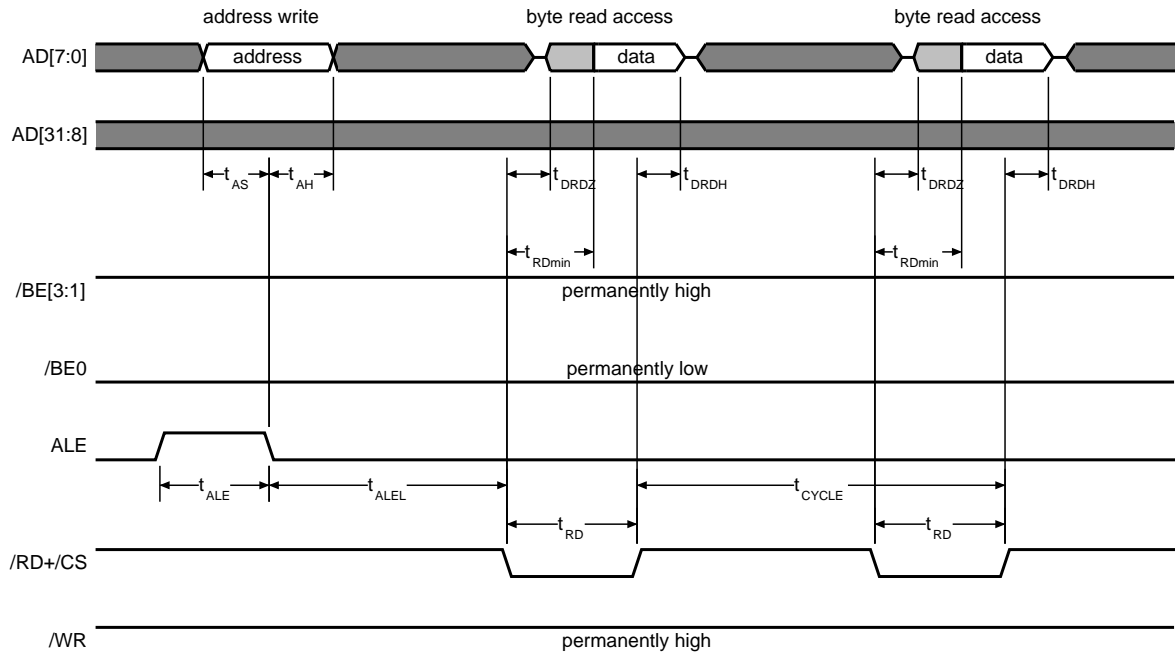 address write byte read access byte read access
AD[7:0] address data data
AD[31:8]
tAS tAH tDRDZ tDRDH tDRDZ tDRDH
tRDmin tRDmin
/BE[3:1] permanently high
/BE0 permanently low
ALE
tALE tALEL tCYCLE
tRD tRD
/RD+/CS
/WR permanently high